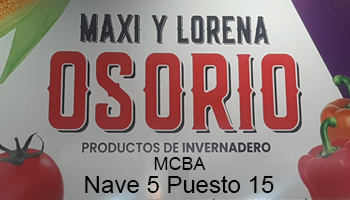 MAXI Y LORENA
OSORIO
PRODUCTOS DE INVERNADERO
MCBA
Nave 5 Puesto 15